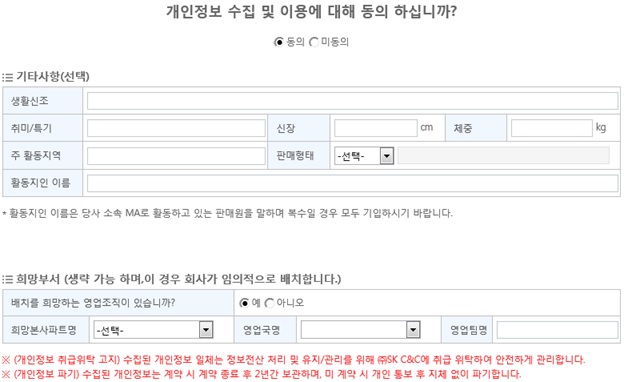 개인정보 수집 및 이용에 대해 동의 하십니까?
동의 미동의
기타사항(선택)
생활신조
취미/특기 신장 cm 체중 kg
주 활동지역 판매형태 -선택-
활동지인 이름
* 활동지인 이름은 당사 소속 MA로 활동하고 있는 판매원을 말하며 복수일 경우 모두 기입하시기 바랍니다.
희망부서 (생략 가능 하며,이 경우 회사가 임의적으로 배치합니다.)
배치를 희망하는 영업조직이 있습니까? 예 아니오
희망본사파트명 -선택- 영업국명 영업팀명
※ (개인정보 취급위탁 고지) 수집된 개인정보 일체는 정보전산 처리 및 유지/관리를 위해 ㈜SK C&C에 취급 위탁하여 안전하게 관리합니다.
※ (개인정보 파기) 수집된 개인정보는 계약 시 계약 종료 후 2년간 보관하며, 미 계약 시 개인 통보 후 지체 없이 파기합니다.